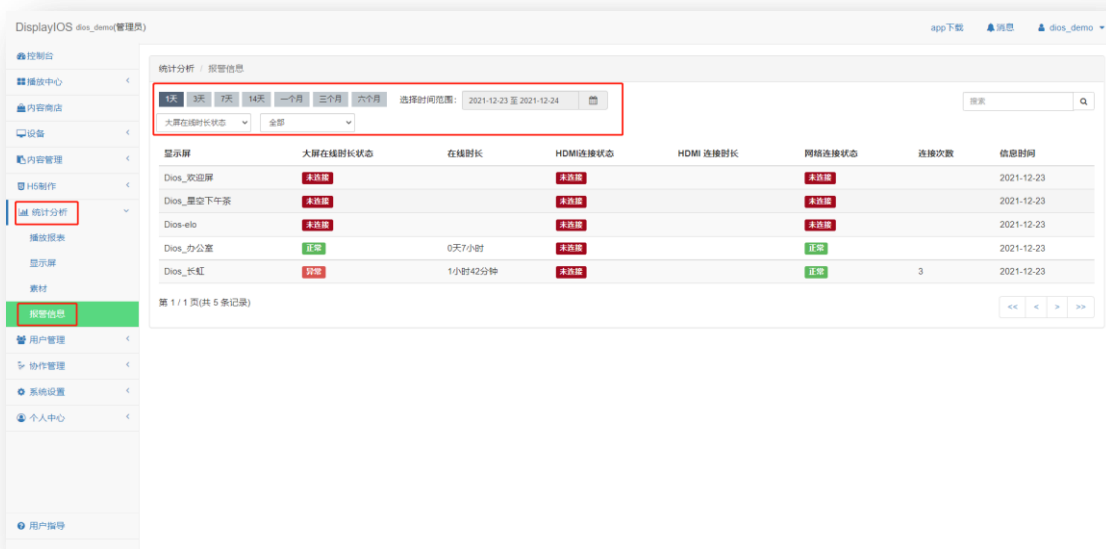 DisplayIOS dios_demo(管理员)
app下载 消息 dios_demo
控制台
播放中心
内容商店
设备
内容管理
H5制作
统计分析
播放报表
显示屏
素材
报警信息
用户管理
协作管理
系统设置
个人中心
用户指导
统计分析 / 报警信息
1天 3天 7天 14天 一个月 三个月 六个月 选择时间范围: 2021-12-23 至 2021-12-24 搜索
大屏在线时长状态 全部
显示屏 大屏在线时长状态 在线时长 HDMI连接状态 HDMI 连接时长 网络连接状态 连接次数 信息时间
Dios_欢迎屏 未连接 未连接 未连接 2021-12-23
Dios_星空下午茶 未连接 未连接 未连接 2021-12-23
Dios-elo 未连接 未连接 未连接 2021-12-23
Dios_办公室 正常 0天7小时 未连接 正常 2021-12-23
Dios_长虹 异常 1小时42分钟 未连接 正常 3 2021-12-23
第 1 / 1 页(共 5 条记录) << < > >>